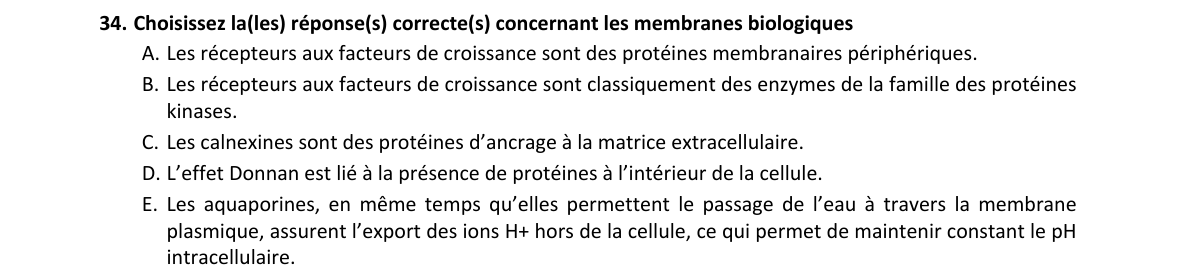 34. Choisissez la(les) réponse(s) correcte(s) concernant les membranes biologiques
A. Les récepteurs aux facteurs de croissance sont des protéines membranaires périphériques.
B. Les récepteurs aux facteurs de croissance sont classiquement des enzymes de la famille des protéines
kinases.
C. Les calnexines sont des protéines d’ancrage à la matrice extracellulaire.
D. L’effet Donnan est lié à la présence de protéines à l’intérieur de la cellule.
E. Les aquaporines, en même temps qu’elles permettent le passage de l’eau à travers la membrane
plasmique, assurent l’export des ions H+ hors de la cellule, ce qui permet de maintenir constant le pH
intracellulaire.